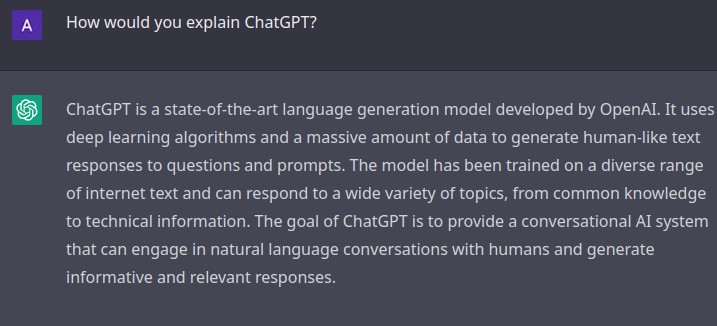 A
How would you explain ChatGPT?
ChatGPT is a state-of-the-art language generation model developed by OpenAI. It uses
deep learning algorithms and a massive amount of data to generate human-like text
responses to questions and prompts. The model has been trained on a diverse range
of internet text and can respond to a wide variety of topics, from common knowledge
to technical information. The goal of ChatGPT is to provide a conversational AI system
that can engage in natural language conversations with humans and generate
informative and relevant responses.